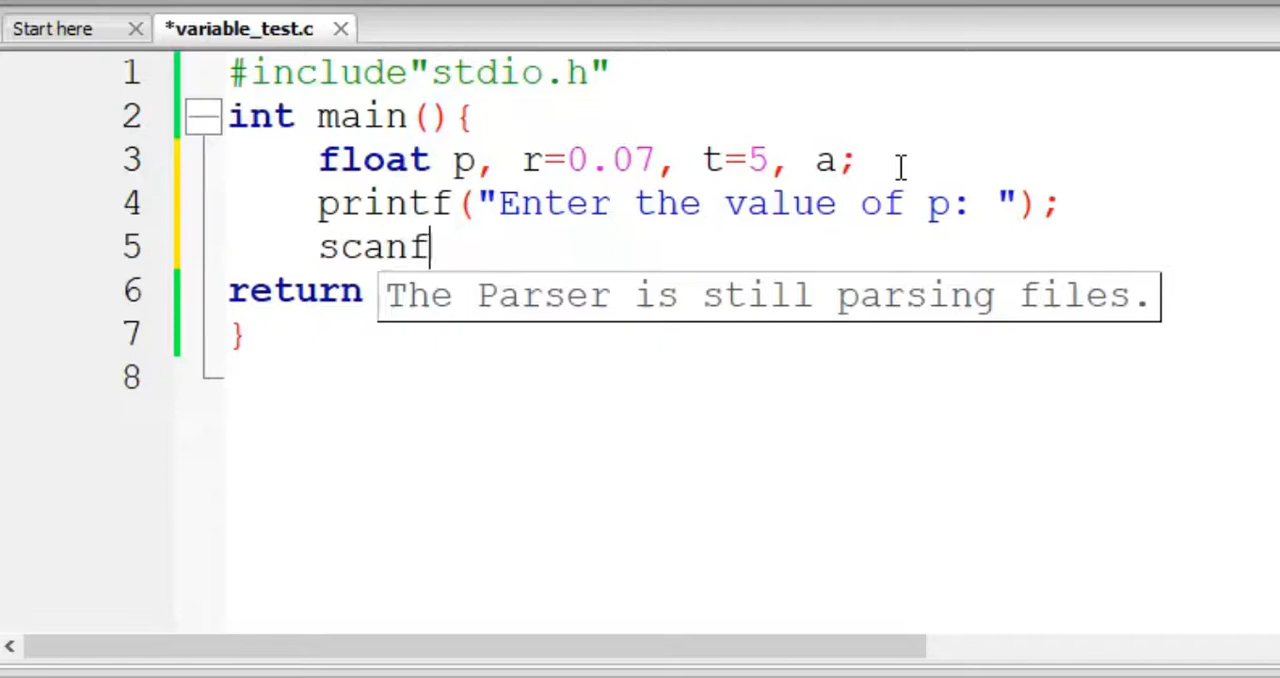 Start here *variable_test.c
1 #include"stdio.h"
2 int main(){
3 float p, r=0.07, t=5, a;
4 printf("Enter the value of p: ");
5 scanf
6 return The Parser is still parsing files.
7 }
8